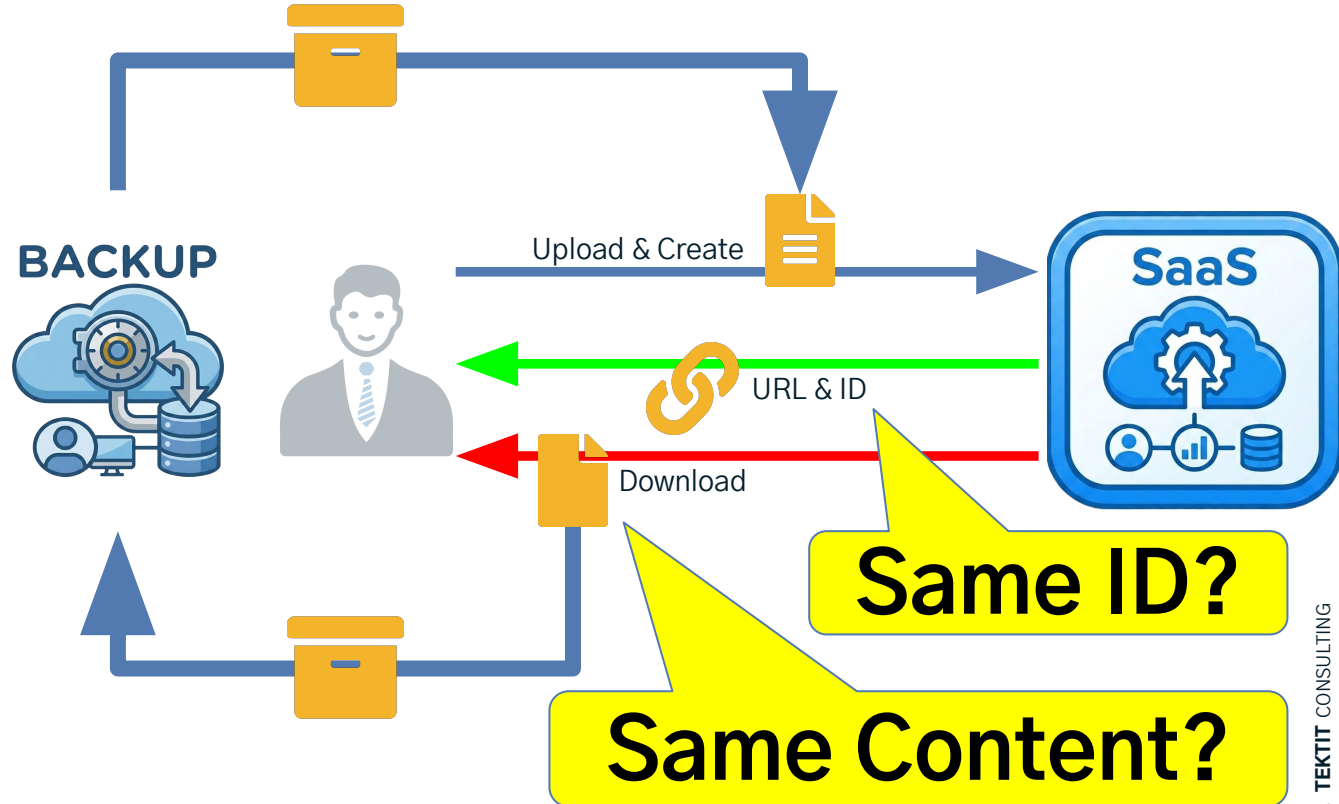 BACKUP
Upload & Create
SaaS
URL & ID
Download
Same ID?
Same Content?
TEKTIT CONSULTING